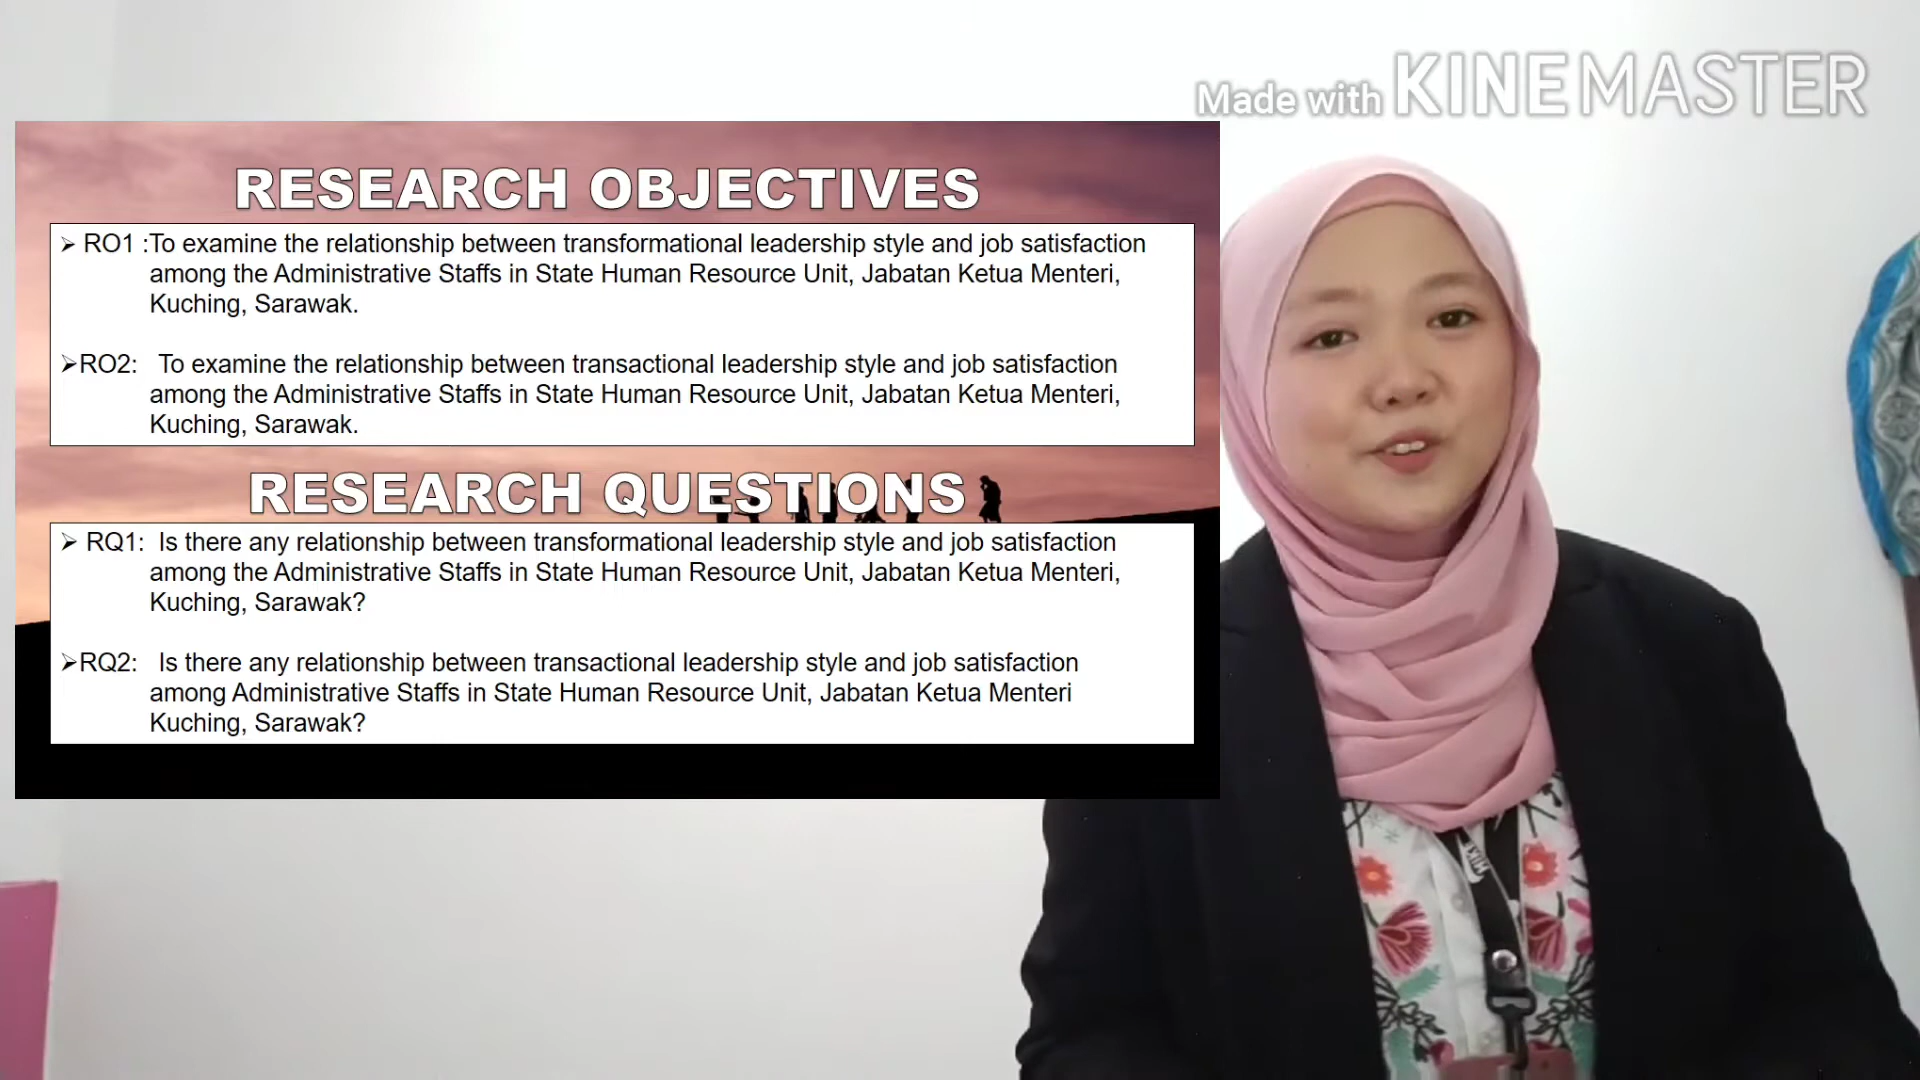 Made with KINEMASTER
RESEARCH OBJECTIVES
➢ RO1 :To examine the relationship between transformational leadership style and job satisfaction
among the Administrative Staffs in State Human Resource Unit, Jabatan Ketua Menteri,
Kuching, Sarawak.
➢RO2: To examine the relationship between transactional leadership style and job satisfaction
among the Administrative Staffs in State Human Resource Unit, Jabatan Ketua Menteri,
Kuching, Sarawak.
RESEARCH QUESTIONS
➢ RQ1: Is there any relationship between transformational leadership style and job satisfaction
among the Administrative Staffs in State Human Resource Unit, Jabatan Ketua Menteri,
Kuching, Sarawak?
➢RQ2: Is there any relationship between transactional leadership style and job satisfaction
among Administrative Staffs in State Human Resource Unit, Jabatan Ketua Menteri
Kuching, Sarawak?